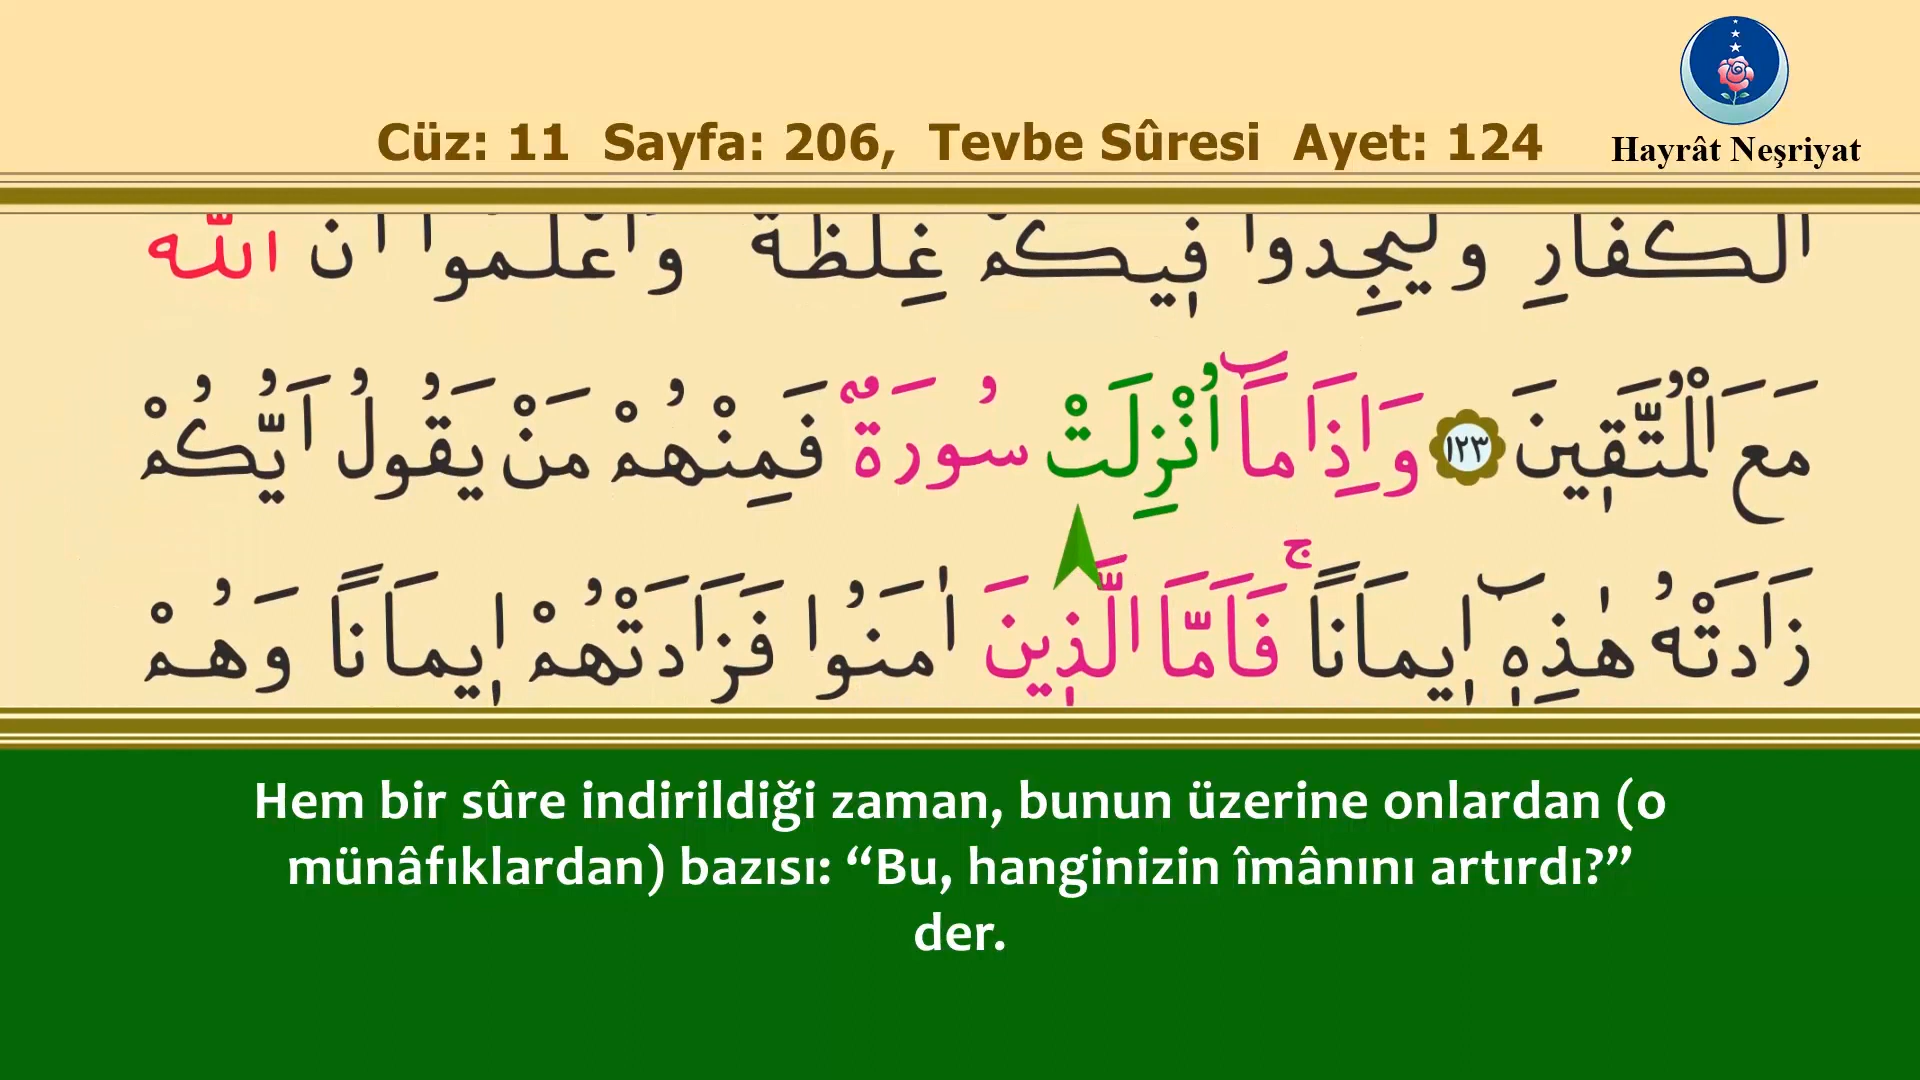 Cüz: 11 Sayfa: 206, Tevbe Sûresi Ayet: 124
Hayrât Neşriyat
الْكُفَّارِ وَلْيَجِدُوا فِيكُمْ غِلْظَةً وَاعْلَمُوا اَنَّ اللّٰهَ
مَعَ الْمُتَّقٖينَ ﴿١٢٣﴾ وَاِذَا مَٓا اُنْزِلَتْ سُورَةٌ فَمِنْهُمْ مَنْ يَقُولُ اَيُّكُمْ
زَادَتْهُ هٰذِهٖٓ اٖيمَانًاۚ فَاَمَّا الَّذٖينَ اٰمَنُوا فَزَادَتْهُمْ اٖيمَانًا وَهُمْ
Hem bir sûre indirildiği zaman, bunun üzerine onlardan (o
münâfıklardan) bazısı: “Bu, hanginizin îmânını artırdı?”
der.